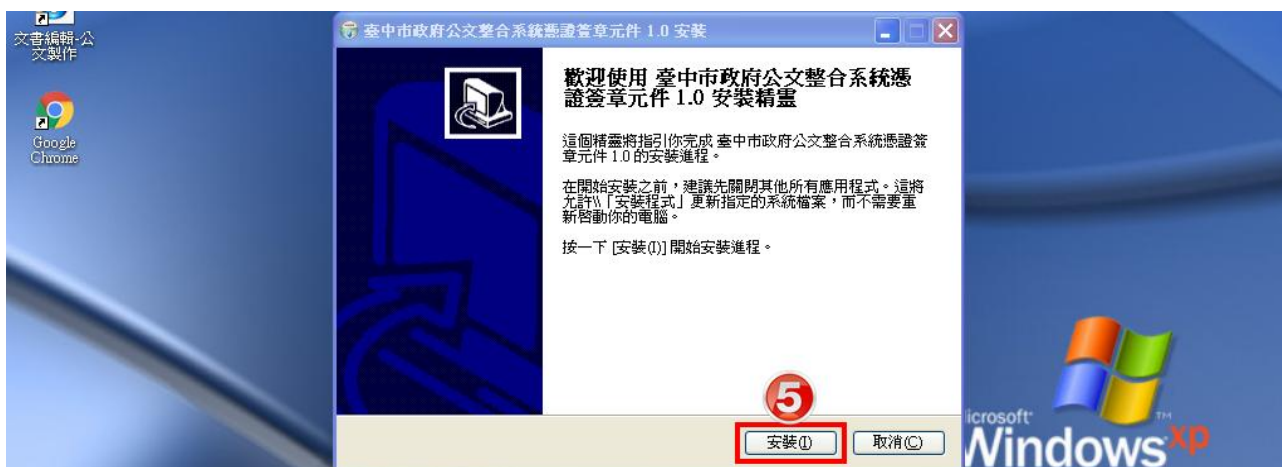 文書編輯-公
文製作
Google
Chrome
臺中市政府公文整合系統憑證簽章元件 1.0 安裝
歡迎使用 臺中市政府公文整合系統憑
證簽章元件 1.0 安裝精靈
這個精靈將指引你完成 臺中市政府公文整合系統憑證簽
章元件 1.0 的安裝進程。
在開始安裝之前，建議先關閉其他所有應用程式。這將
允許\「安裝程式」更新指定的系統檔案，而不需要重
新啓動你的電腦。
按一下 [安裝(I)] 開始安裝進程。
5
安裝(I)
取消(C)
icrosoft
TM
Windows xp